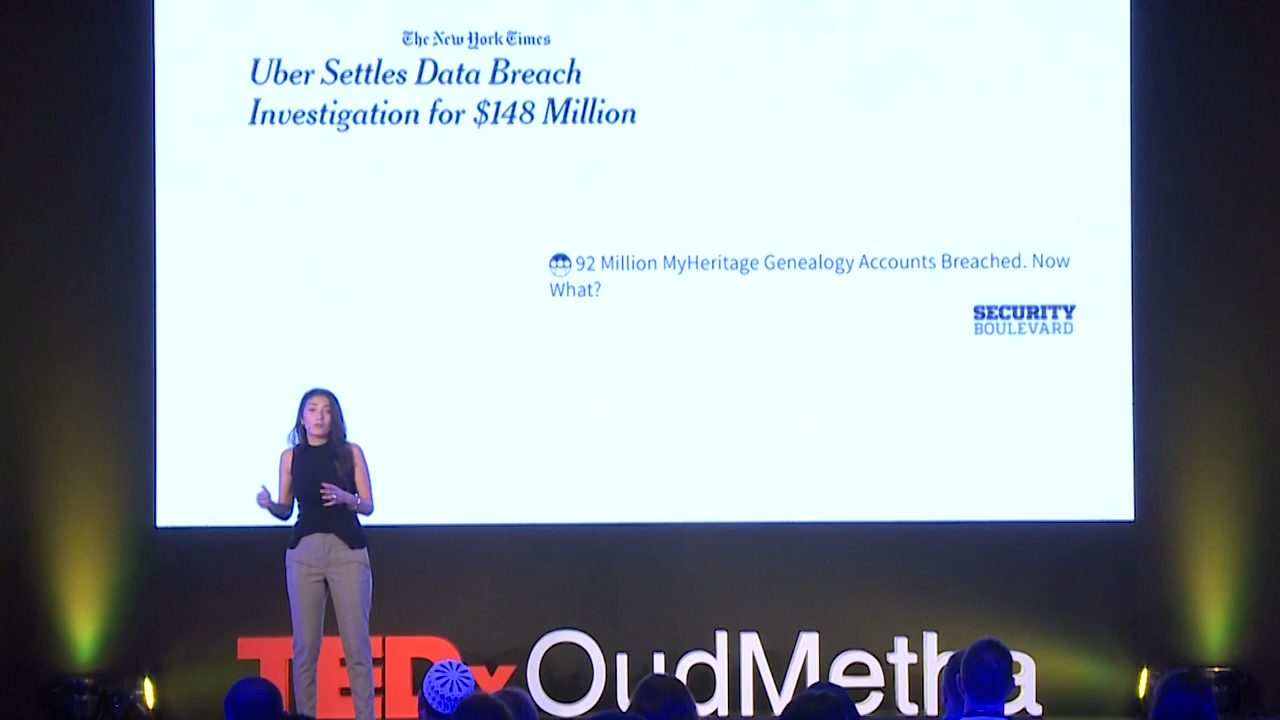 The New York Times
Uber Settles Data Breach
Investigation for $148 Million
92 Million MyHeritage Genealogy Accounts Breached. Now
What?
SECURITY
BOULEVARD
TEDx OudMetha